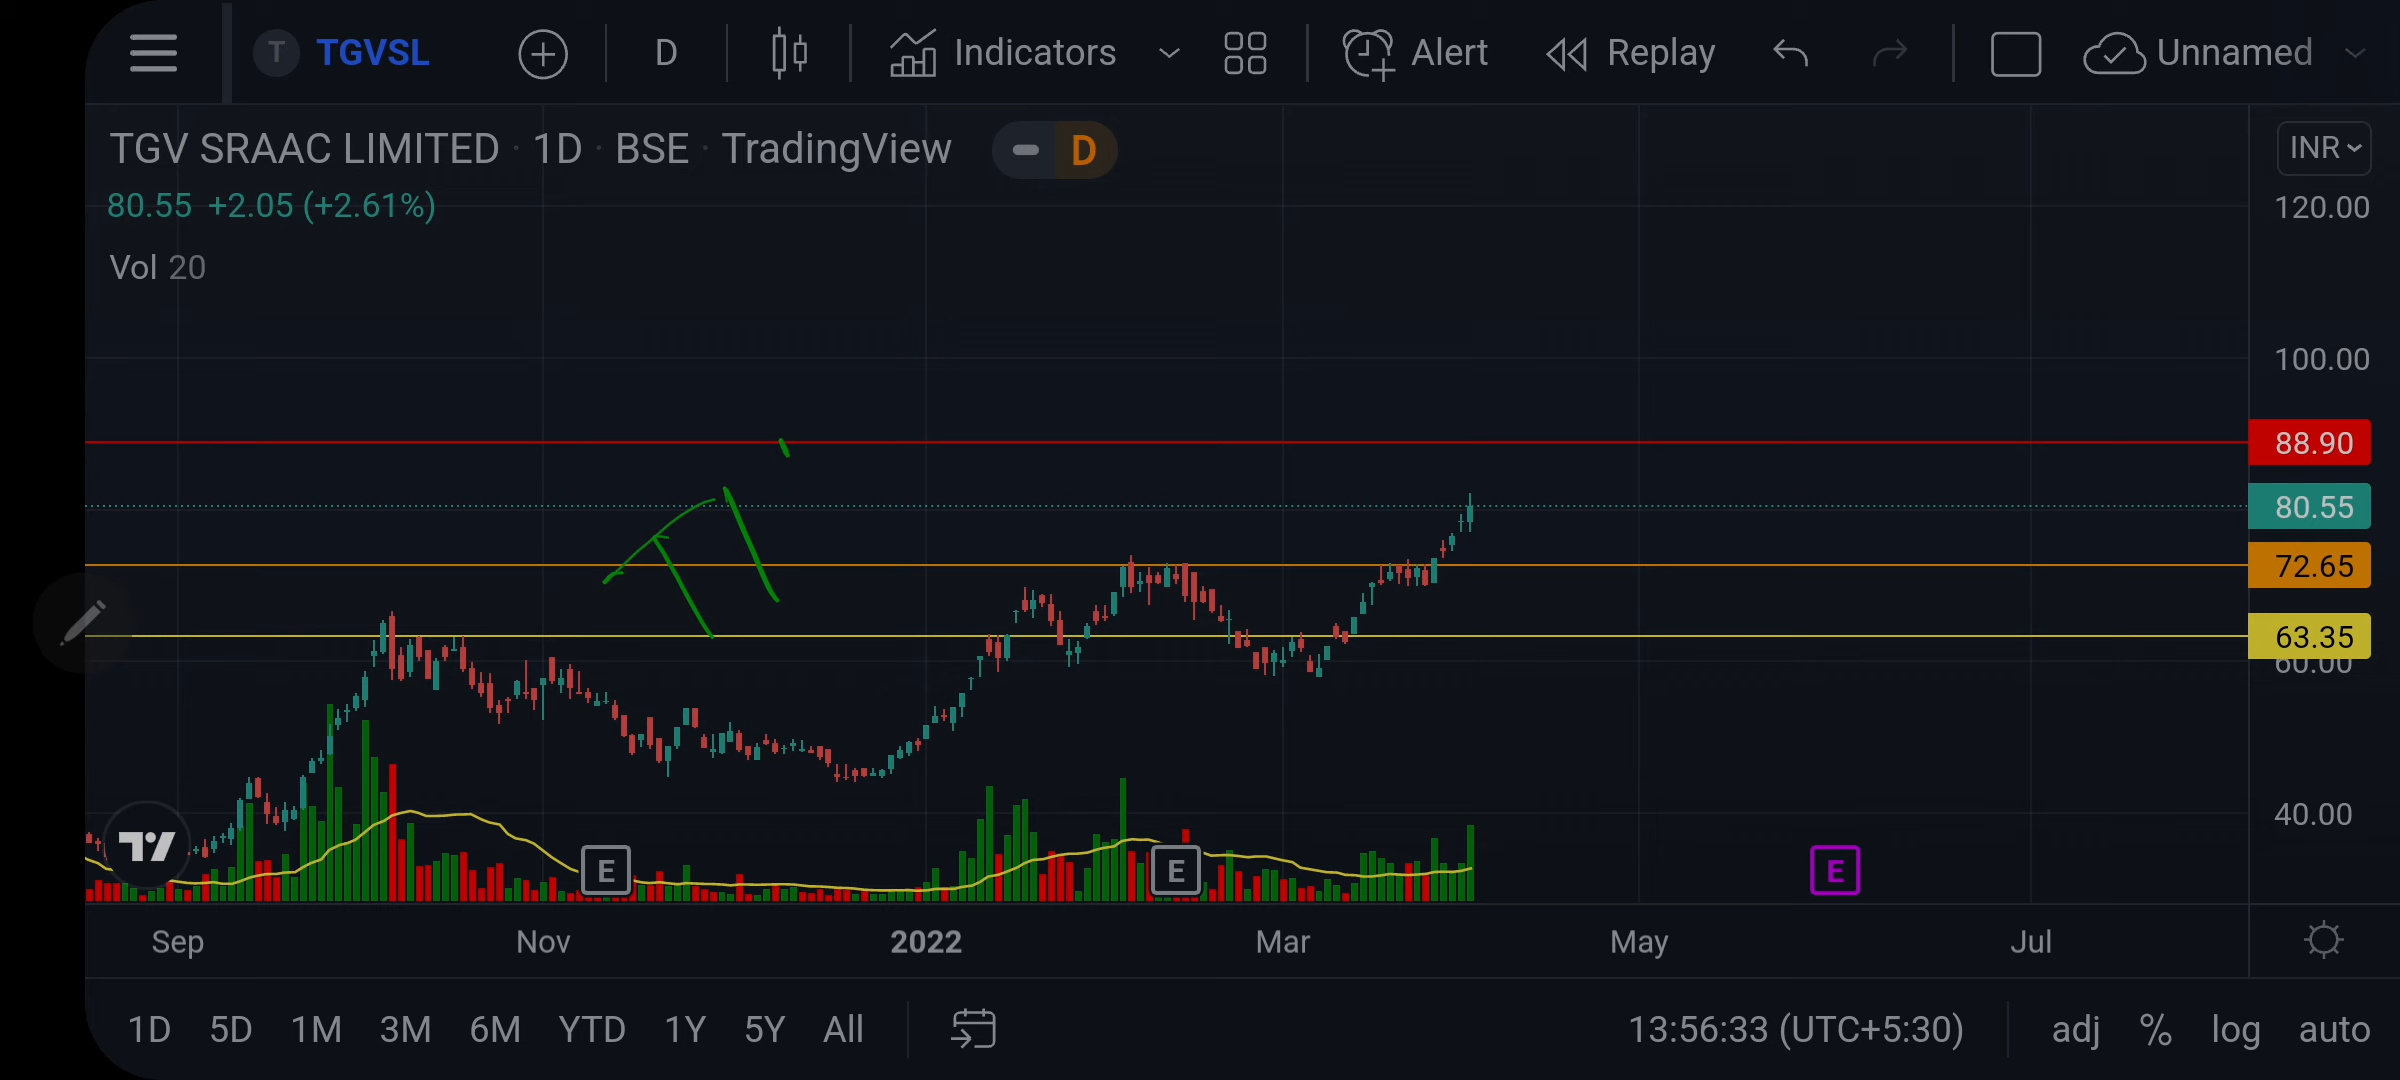 T TGVSL D Indicators Alert Replay Unnamed
TGV SRAAC LIMITED · 1D · BSE · TradingView D INR
80.55 +2.05 (+2.61%)
Vol 20
120.00
100.00
88.90
80.55
72.65
63.35
60.00
40.00
E E E
Sep Nov 2022 Mar May Jul
1D 5D 1M 3M 6M YTD 1Y 5Y All 13:56:33 (UTC+5:30) adj % log auto